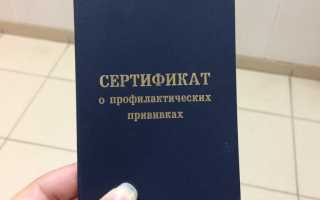 СЕРТИФИКАТ
о профилактических
прививках